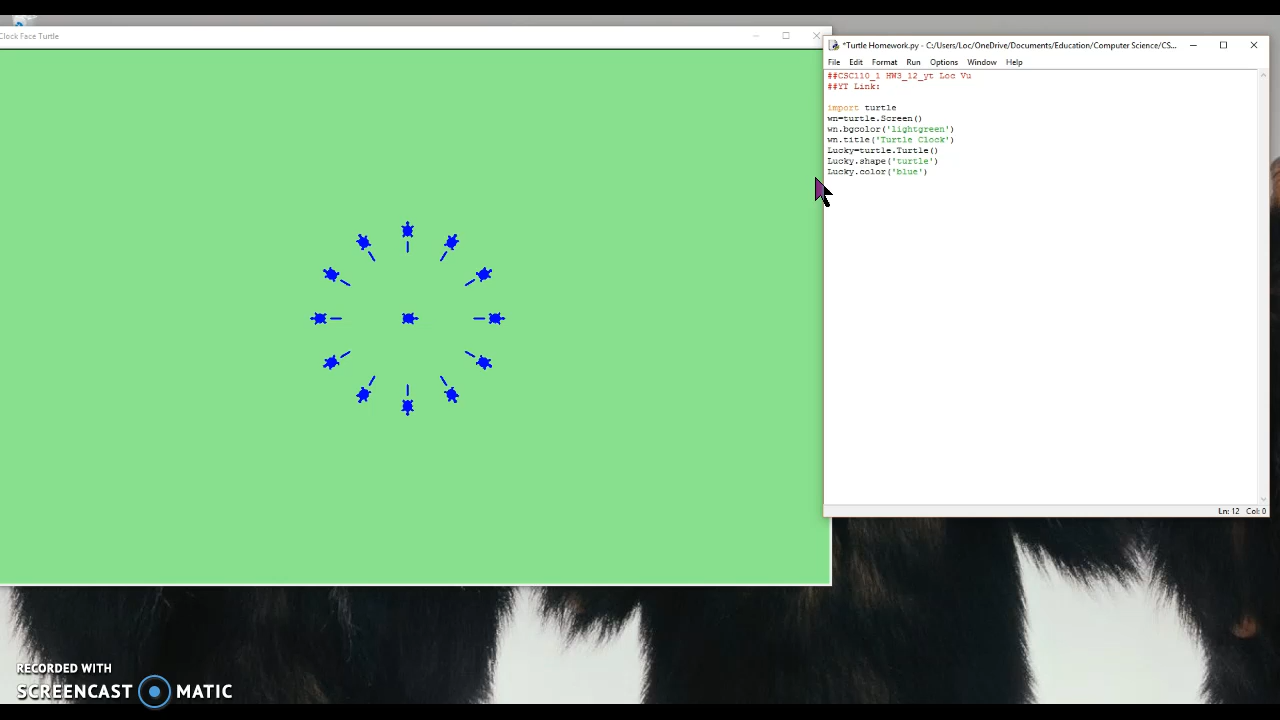 Clock Face Turtle
*Turtle Homework.py - C:/Users/Loc/OneDrive/Documents/Education/Computer Science/CS...
File Edit Format Run Options Window Help
##CSC110_1 HW3_12_yt Loc Vu
##YT Link:
import turtle
wn=turtle.Screen()
wn.bgcolor('lightgreen')
wn.title('Turtle Clock')
Lucky=turtle.Turtle()
Lucky.shape('turtle')
Lucky.color('blue')
Ln: 12 Col: 0
RECORDED WITH
SCREENCAST MATIC